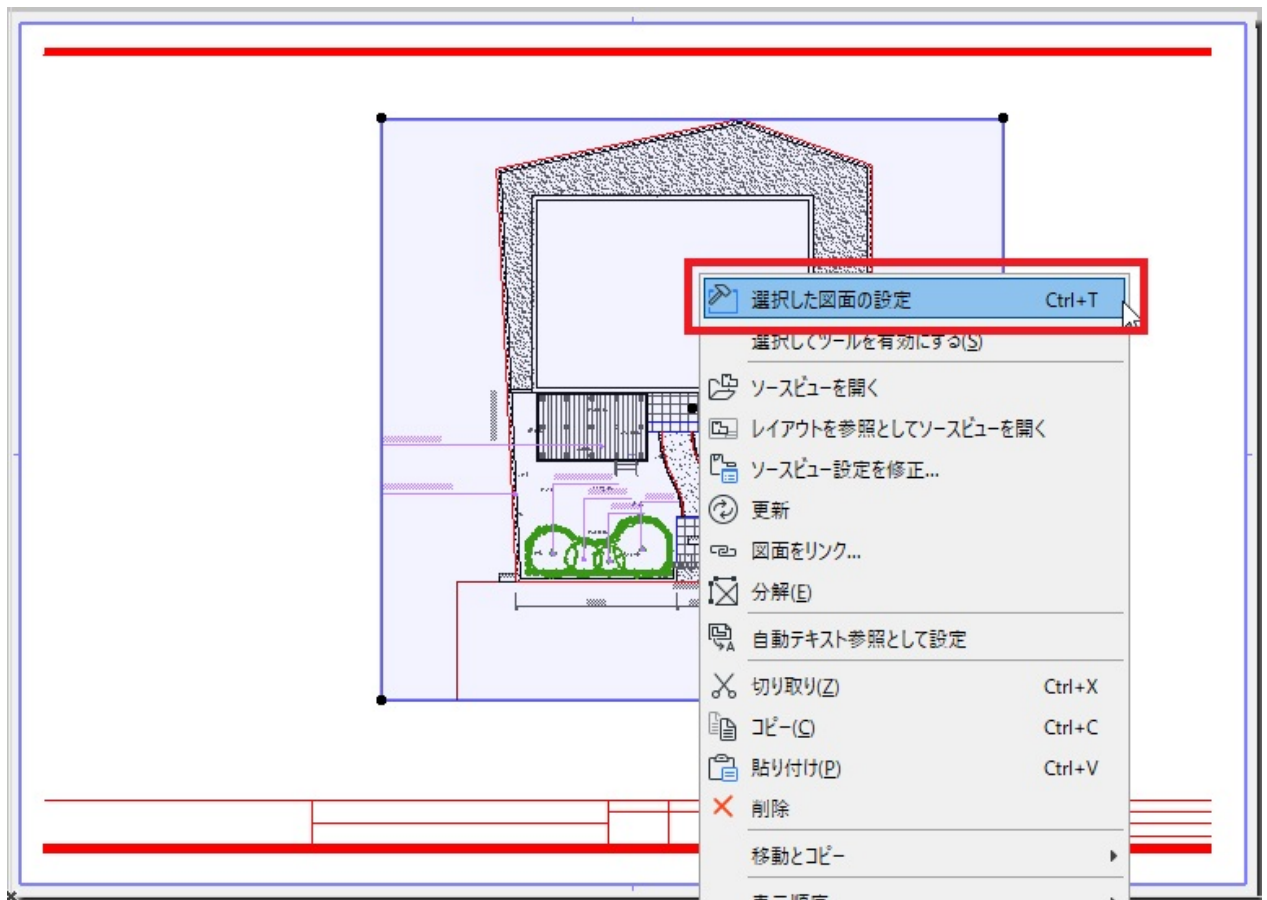 選択した図面の設定 Ctrl+T
選択してツールを有効にする(S)
ソースビューを開く
レイアウトを参照としてソースビューを開く
ソースビュー設定を修正...
更新
図面をリンク...
分解(E)
自動テキスト参照として設定
切り取り(Z) Ctrl+X
コピー(C) Ctrl+C
貼り付け(P) Ctrl+V
削除
移動とコピー
表示順序